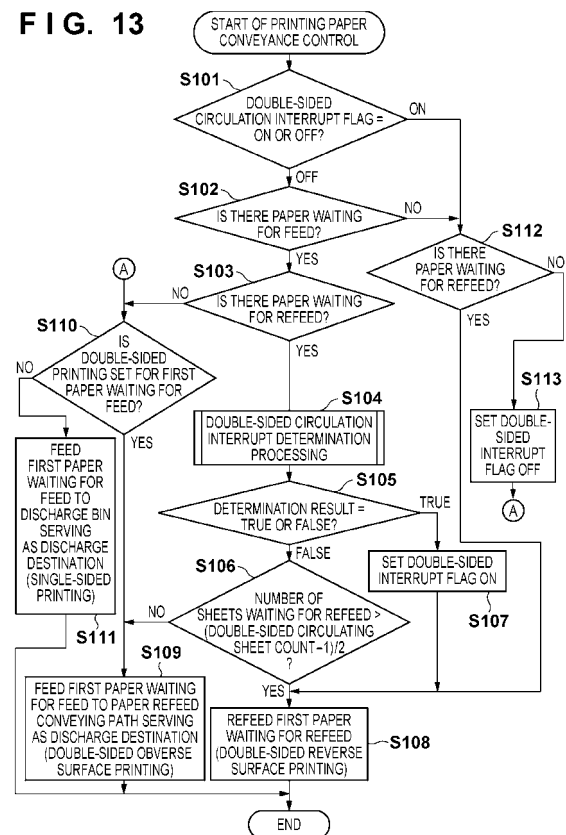 FIG. 13
START OF PRINTING PAPER
CONVEYANCE CONTROL
S101
DOUBLE-SIDED
CIRCULATION INTERRUPT FLAG =
ON OR OFF?
ON
OFF
S102
IS THERE PAPER WAITING
FOR FEED?
NO
YES
S112
IS THERE
PAPER WAITING
FOR REFEED?
NO
YES
A
S103
IS THERE PAPER WAITING
FOR REFEED?
NO
YES
S110
IS
DOUBLE-SIDED
PRINTING SET FOR FIRST
PAPER WAITING FOR
FEED?
NO
YES
S113
SET DOUBLE-
SIDED
INTERRUPT
FLAG OFF
A
S104
DOUBLE-SIDED CIRCULATION
INTERRUPT DETERMINATION
PROCESSING
FEED
FIRST PAPER
WAITING FOR
FEED TO
DISCHARGE BIN
SERVING
AS DISCHARGE
DESTINATION
(SINGLE-SIDED
PRINTING)
S111
S105
DETERMINATION RESULT =
TRUE OR FALSE?
TRUE
FALSE
SET DOUBLE-SIDED
INTERRUPT FLAG ON
S107
S106
NUMBER OF
SHEETS WAITING FOR REFEED >
(DOUBLE-SIDED CIRCULATING
SHEET COUNT-1)/2
?
NO
YES
S109
FEED FIRST PAPER WAITING
FOR FEED TO PAPER REFEED
CONVEYING PATH SERVING
AS DISCHARGE DESTINATION
(DOUBLE-SIDED OBVERSE
SURFACE PRINTING)
REFEED FIRST PAPER
WAITING FOR REFEED
(DOUBLE-SIDED REVERSE
SURFACE PRINTING)
S108
END